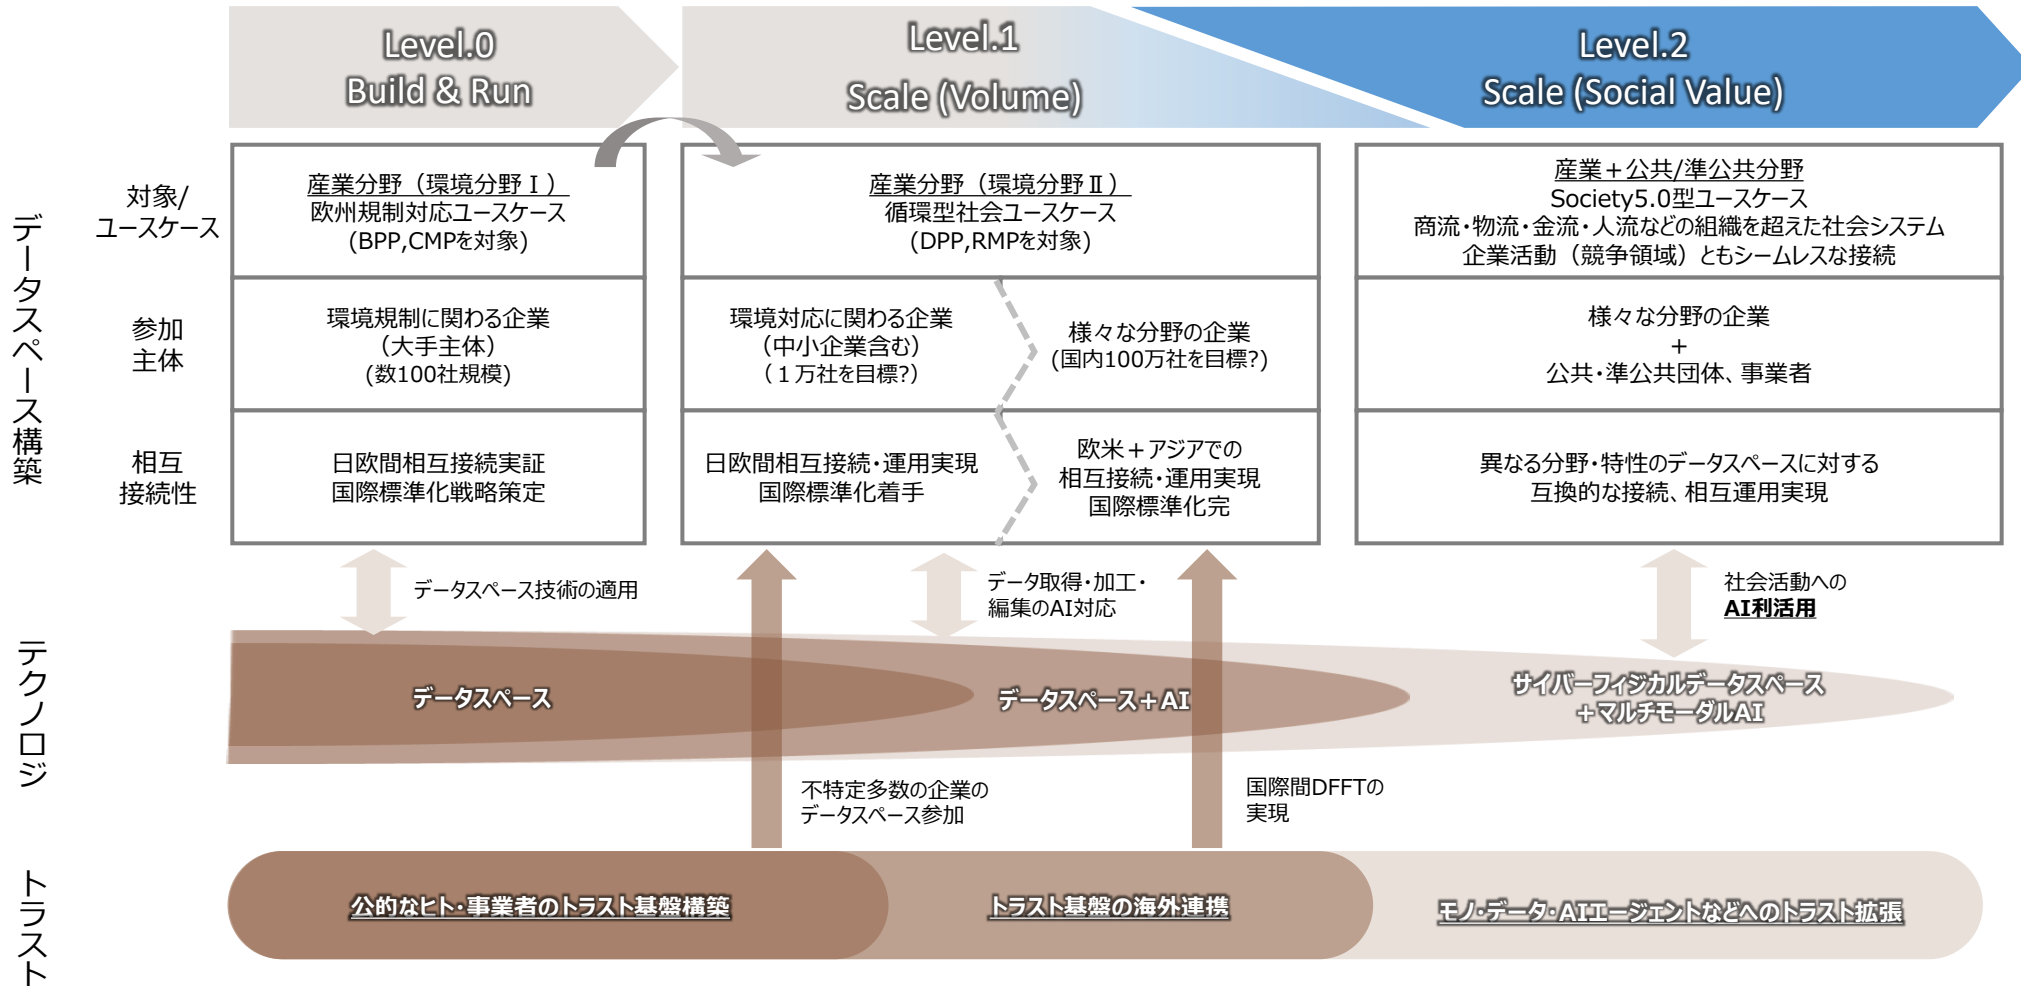 Level.0
Build & Run
Level.1
Scale (Volume)
Level.2
Scale (Social Value)
データスペース構築
対象/
ユースケース
産業分野（環境分野Ⅰ）
欧州規制対応ユースケース
(BPP,CMPを対象)
産業分野（環境分野Ⅱ）
循環型社会ユースケース
(DPP,RMPを対象)
産業＋公共/準公共分野
Society5.0型ユースケース
商流・物流・金流・人流などの組織を超えた社会システム
企業活動（競争領域）ともシームレスな接続
参加
主体
環境規制に関わる企業
（大手主体）
(数100社規模)
環境対応に関わる企業
（中小企業含む）
（１万社を目標?）
様々な分野の企業
(国内100万社を目標?)
様々な分野の企業
+
公共・準公共団体、事業者
相互
接続性
日欧間相互接続実証
国際標準化戦略策定
日欧間相互接続・運用実現
国際標準化着手
欧米＋アジアでの
相互接続・運用実現
国際標準化完
異なる分野・特性のデータスペースに対する
互換的な接続、相互運用実現
データスペース技術の適用
データ取得・加工・
編集のAI対応
社会活動への
AI利活用
テクノロジ
データスペース
データスペース＋AI
サイバーフィジカルデータスペース
＋マルチモーダルAI
不特定多数の企業の
データスペース参加
国際間DFFTの
実現
トラスト
公的なヒト・事業者のトラスト基盤構築
トラスト基盤の海外連携
モノ・データ・AIエージェントなどへのトラスト拡張